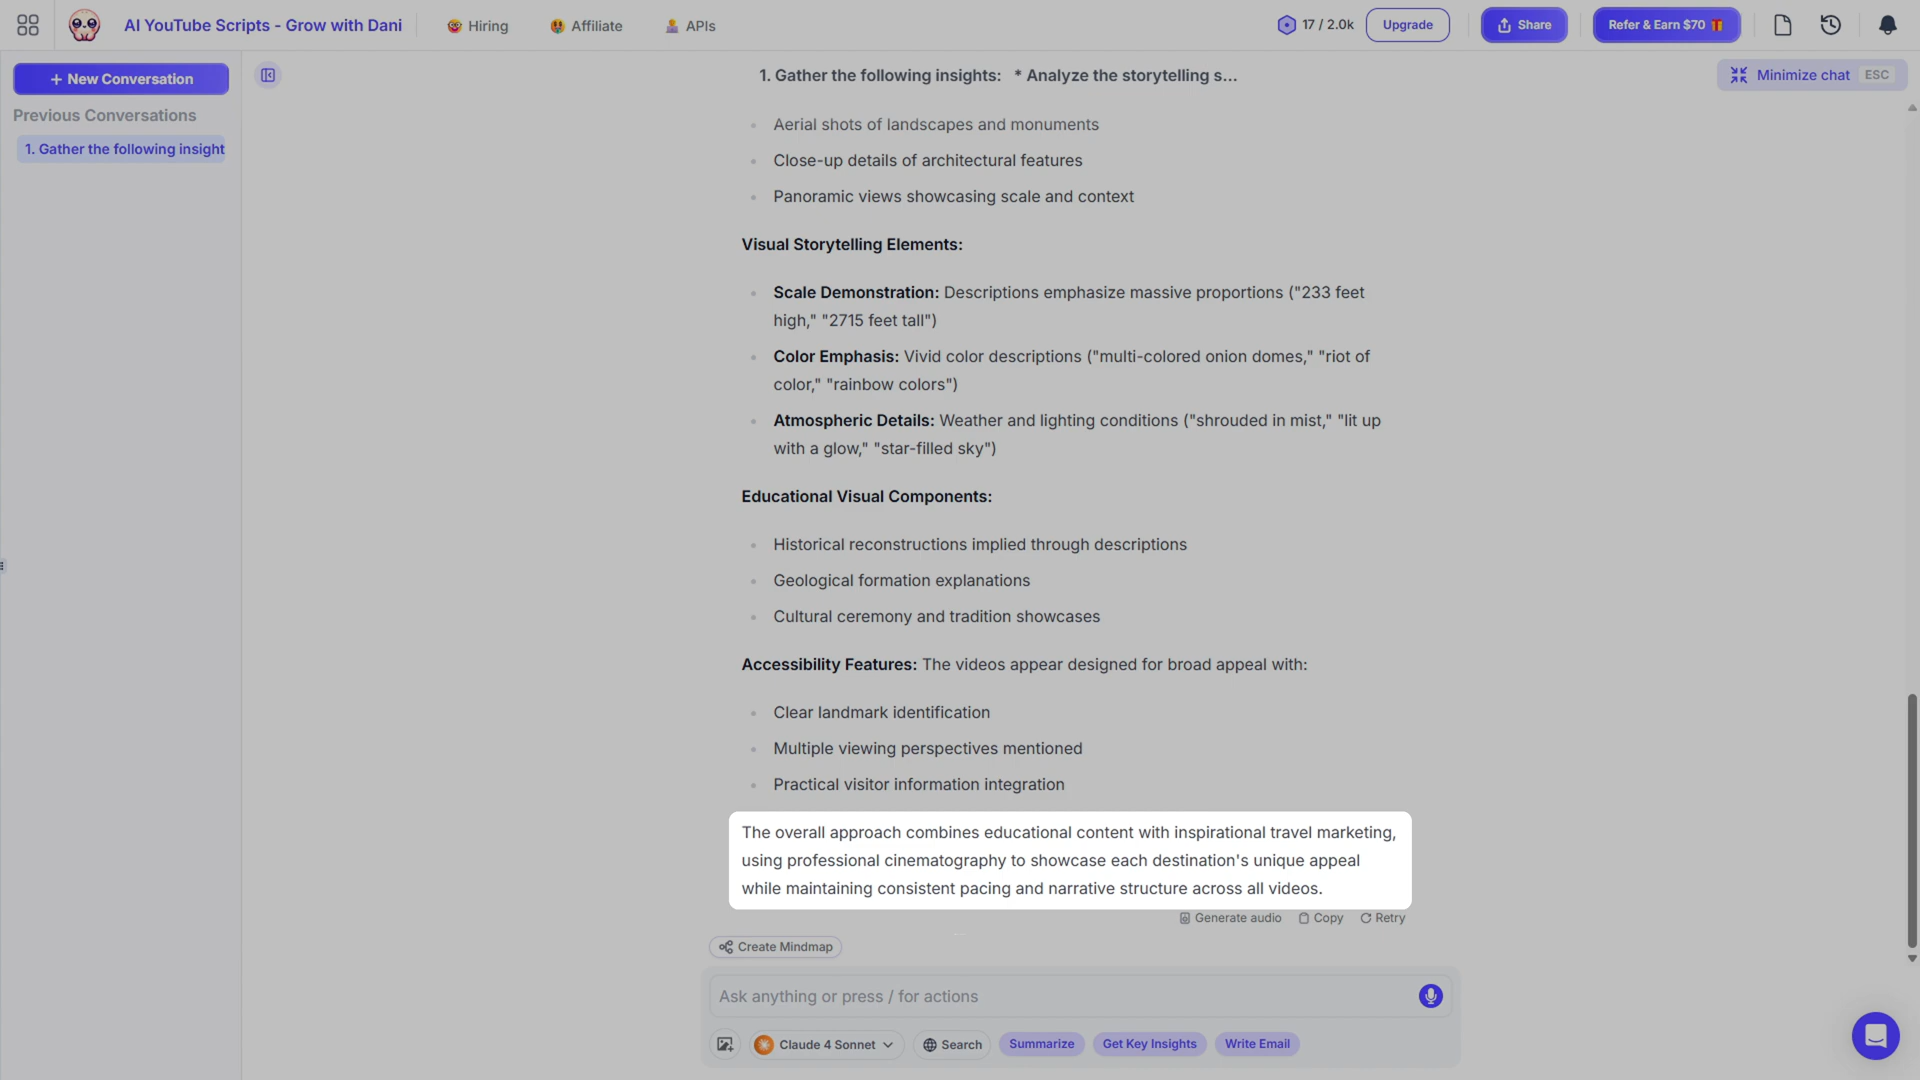 AI YouTube Scripts - Grow with Dani
Hiring
Affiliate
APIs
17 / 2.0k
Upgrade
Share
Refer & Earn $70
+ New Conversation
Previous Conversations
1. Gather the following insight
1. Gather the following insights: * Analyze the storytelling s...
Minimize chat ESC
Aerial shots of landscapes and monuments
Close-up details of architectural features
Panoramic views showcasing scale and context
Visual Storytelling Elements:
Scale Demonstration: Descriptions emphasize massive proportions ("233 feet
high," "2715 feet tall")
Color Emphasis: Vivid color descriptions ("multi-colored onion domes," "riot of
color," "rainbow colors")
Atmospheric Details: Weather and lighting conditions ("shrouded in mist," "lit up
with a glow," "star-filled sky")
Educational Visual Components:
Historical reconstructions implied through descriptions
Geological formation explanations
Cultural ceremony and tradition showcases
Accessibility Features: The videos appear designed for broad appeal with:
Clear landmark identification
Multiple viewing perspectives mentioned
Practical visitor information integration
The overall approach combines educational content with inspirational travel marketing,
using professional cinematography to showcase each destination's unique appeal
while maintaining consistent pacing and narrative structure across all videos.
Generate audio
Copy
Retry
Create Mindmap
Ask anything or press / for actions
Claude 4 Sonnet
Search
Summarize
Get Key Insights
Write Email